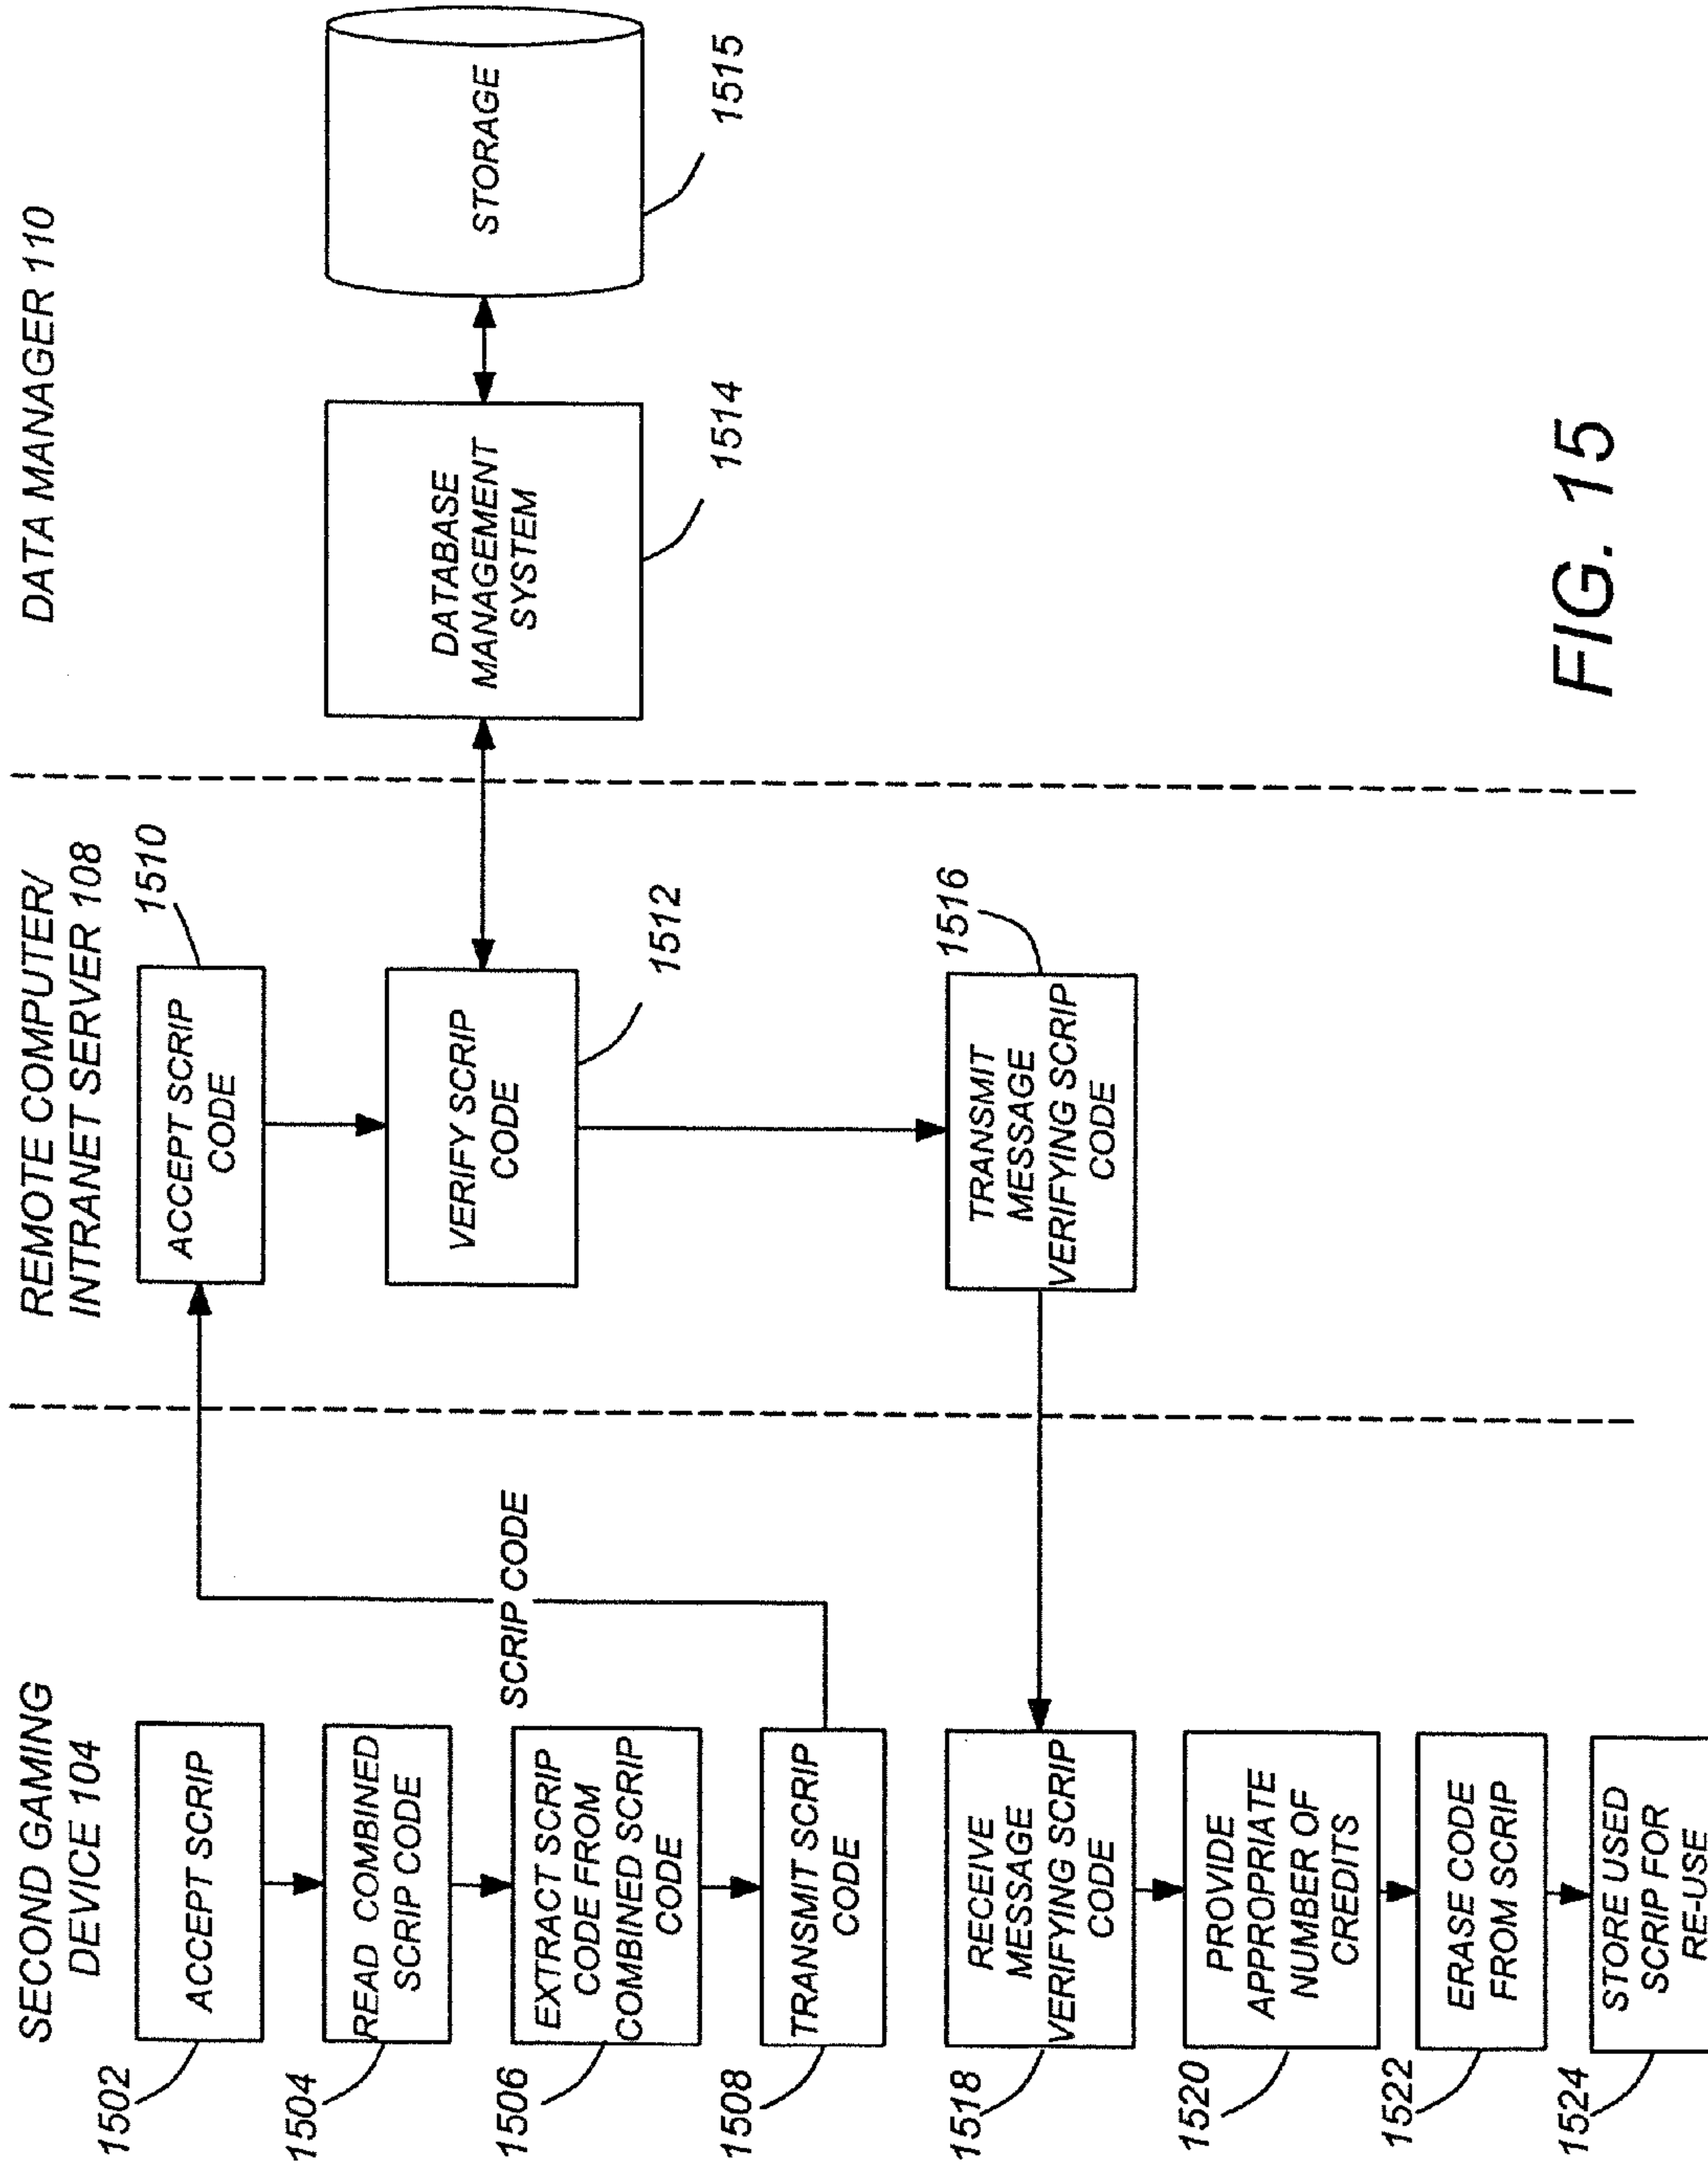 SECOND GAMING
DEVICE 104
1502
ACCEPT SCRIP
1504
READ COMBINED
SCRIP CODE
1506
EXTRACT SCRIP
CODE FROM
COMBINED SCRIP
CODE
1508
TRANSMIT SCRIP
CODE
SCRIP CODE
1518
RECEIVE
MESSAGE
VERIFYING SCRIP
CODE
1520
PROVIDE
APPROPRIATE
NUMBER OF
CREDITS
1522
ERASE CODE
FROM SCRIP
1524
STORE USED
SCRIP FOR
RE-USE
REMOTE COMPUTER/
INTRANET SERVER 108
1510
ACCEPT SCRIP
CODE
VERIFY SCRIP
CODE
1512
1516
TRANSMIT
MESSAGE
VERIFYING SCRIP
CODE
DATA MANAGER 110
DATABASE
MANAGEMENT
SYSTEM
1514
STORAGE
1515
FIG. 15